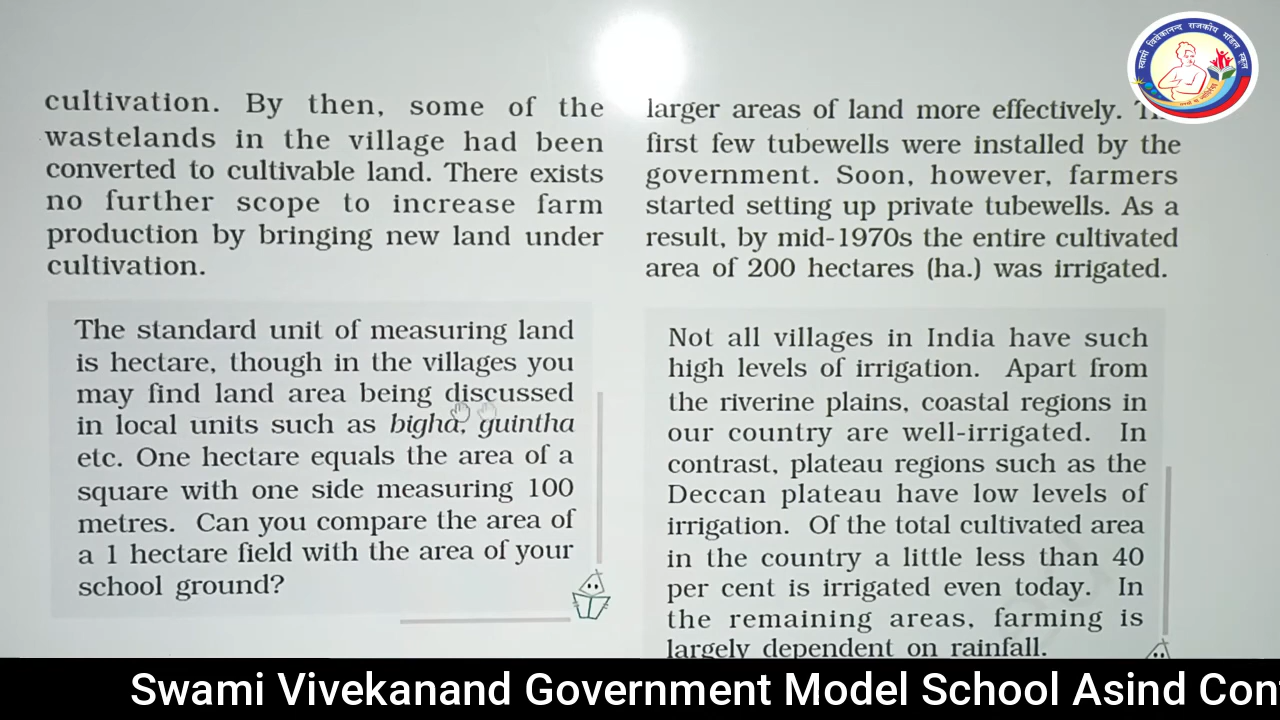 cultivation. By then, some of the
wastelands in the village had been
converted to cultivable land. There exists
no further scope to increase farm
production by bringing new land under
cultivation.
The standard unit of measuring land
is hectare, though in the villages you
may find land area being discussed
in local units such as bigha, guintha
etc. One hectare equals the area of a
square with one side measuring 100
metres. Can you compare the area of
a 1 hectare field with the area of your
school ground?
larger areas of land more effectively.
first few tubewells were installed by the
government. Soon, however, farmers
started setting up private tubewells. As a
result, by mid-1970s the entire cultivated
area of 200 hectares (ha.) was irrigated.
Not all villages in India have such
high levels of irrigation. Apart from
the riverine plains, coastal regions in
our country are well-irrigated. In
contrast, plateau regions such as the
Deccan plateau have low levels of
irrigation. Of the total cultivated area
in the country a little less than 40
per cent is irrigated even today. In
the remaining areas, farming is
largely dependent on rainfall.
स्वामी विवेकानन्द राजकीय मॉडल स्कूल
Swami Vivekanand Government Model School Asind Con